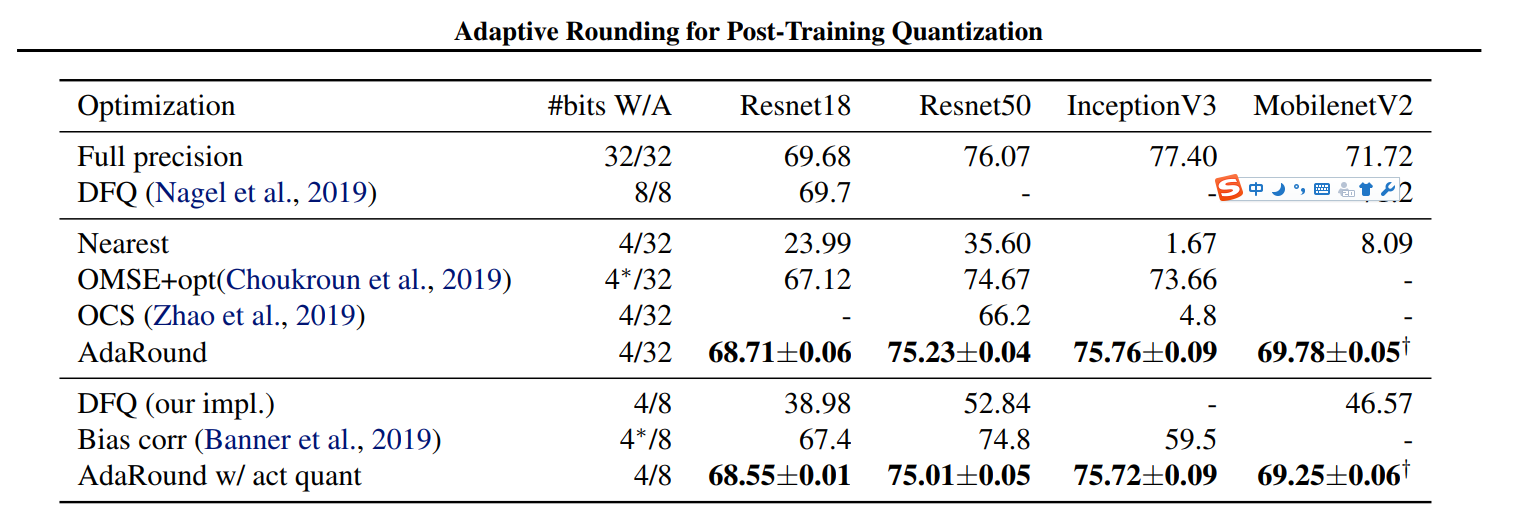 Adaptive Rounding for Post-Training Quantization
Optimization #bits W/A Resnet18 Resnet50 InceptionV3 MobilenetV2
Full precision 32/32 69.68 76.07 77.40 71.72
DFQ (Nagel et al., 2019) 8/8 69.7 - -
S 中
Nearest 4/32 23.99 35.60 1.67 8.09
OMSE+opt(Choukroun et al., 2019) 4*/32 67.12 74.67 73.66 -
OCS (Zhao et al., 2019) 4/32 - 66.2 4.8 -
AdaRound 4/32 68.71±0.06 75.23±0.04 75.76±0.09 69.78±0.05†
DFQ (our impl.) 4/8 38.98 52.84 - 46.57
Bias corr (Banner et al., 2019) 4*/8 67.4 74.8 59.5 -
AdaRound w/ act quant 4/8 68.55±0.01 75.01±0.05 75.72±0.09 69.25±0.06†